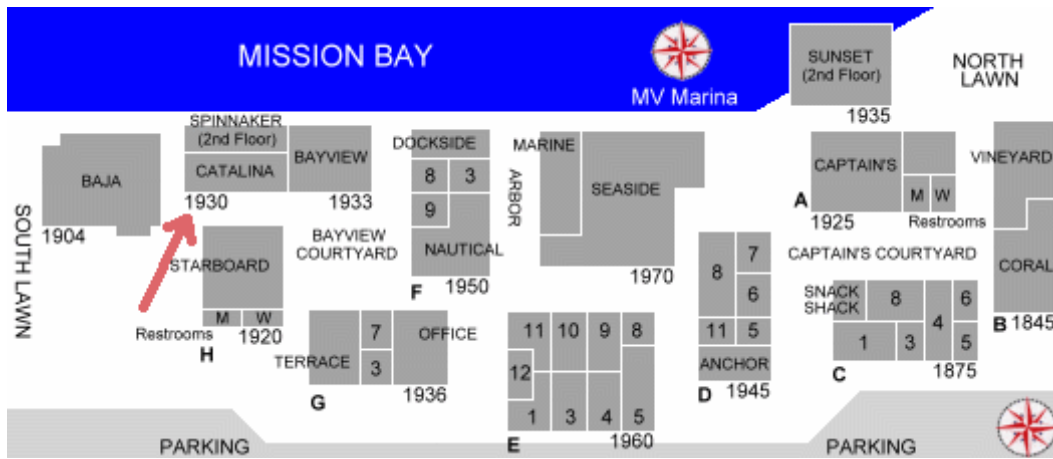 MISSION BAY
MV Marina
SUNSET
(2nd Floor)
1935
NORTH
LAWN
SPINNAKER
(2nd Floor)
CATALINA
1930
BAYVIEW
1933
BAJA
1904
SOUTH LAWN
DOCKSIDE
8 3
9
NAUTICAL
F 1950
MARINE
ARBOR
SEASIDE
1970
CAPTAIN'S
A
1925
M W
Restrooms
VINEYARD
CORAL
B 1845
STARBOARD
M W
Restrooms
H 1920
BAYVIEW
COURTYARD
CAPTAIN'S COURTYARD
TERRACE
7
3
OFFICE
G 1936
11 10 9 8
12
1 3 4 5
E 1960
8 7
6
11 5
ANCHOR
D 1945
SNACK
SHACK
8 4 6
1 3 5
C 1875
PARKING
PARKING